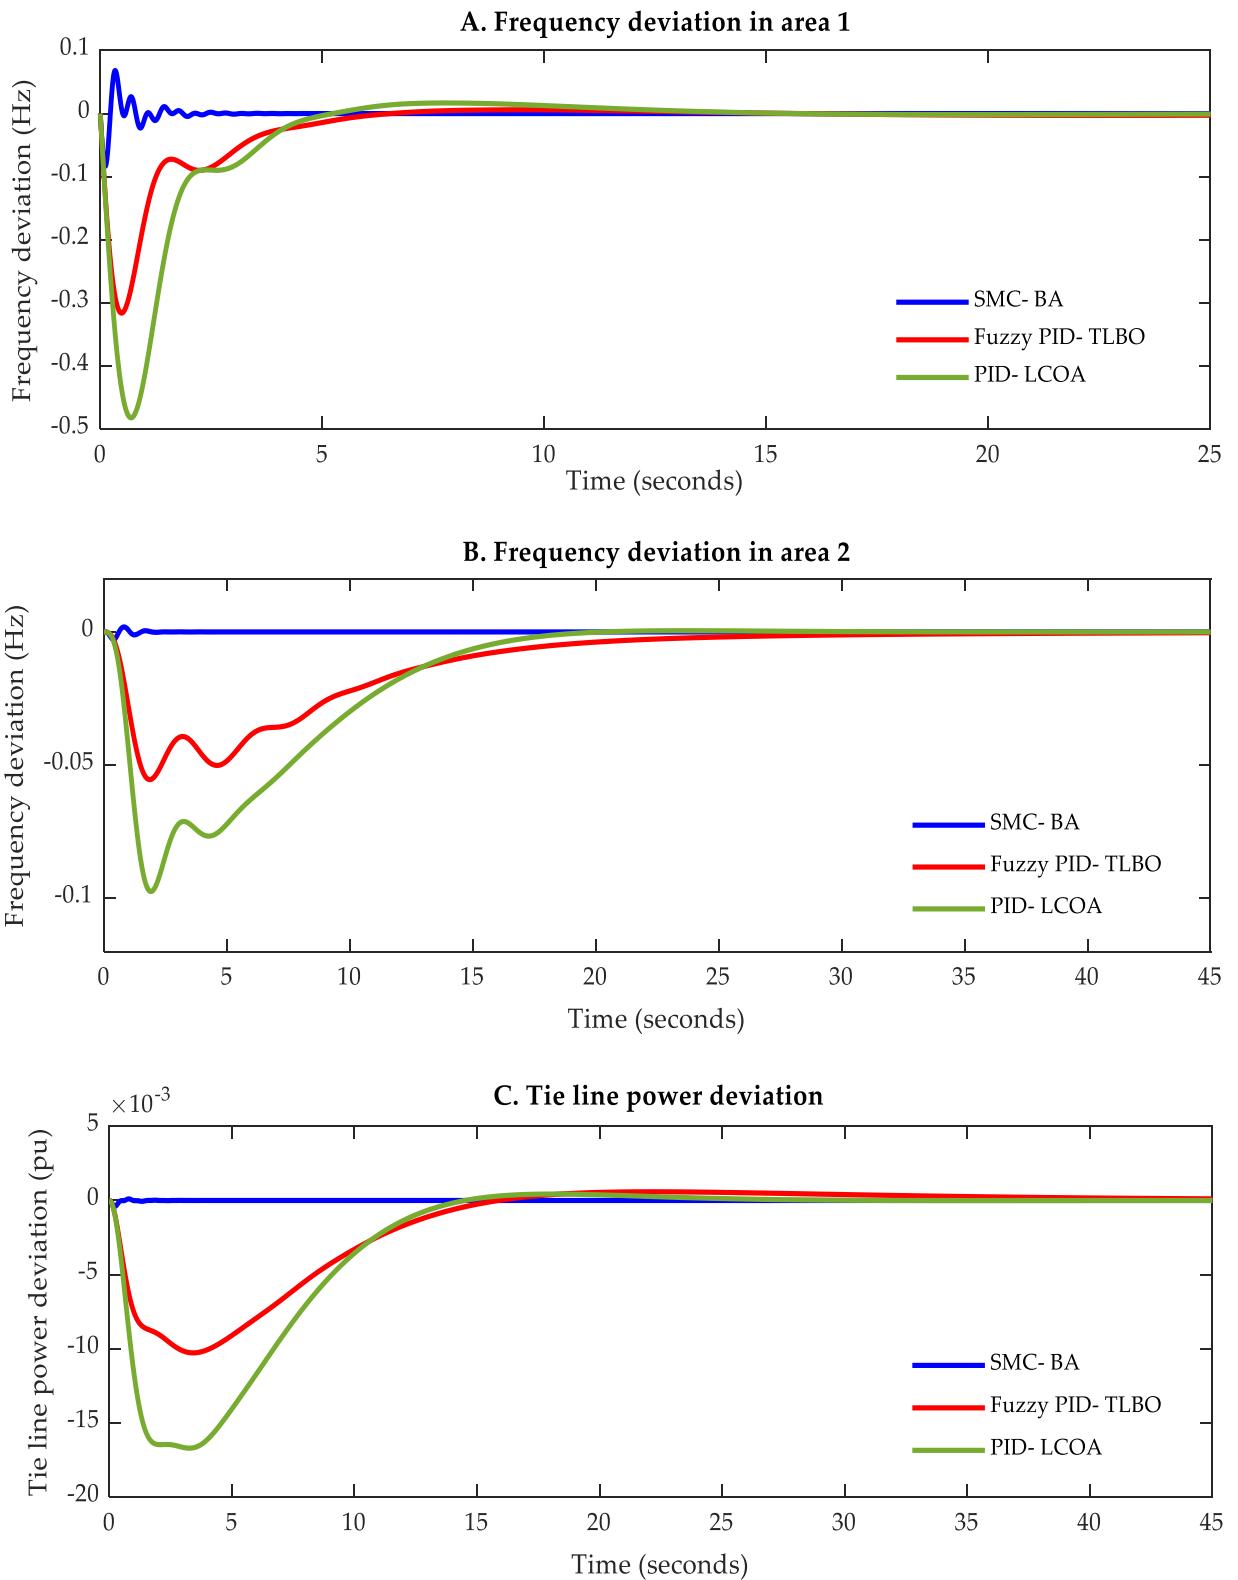 A. Frequency deviation in area 1
0.1
0
-0.1
-0.2
-0.3
-0.4
-0.5
Frequency deviation (Hz)
SMC- BA
Fuzzy PID- TLBO
PID- LCOA
0 5 10 15 20 25
Time (seconds)
B. Frequency deviation in area 2
0
-0.05
-0.1
Frequency deviation (Hz)
SMC- BA
Fuzzy PID- TLBO
PID- LCOA
0 5 10 15 20 25 30 35 40 45
Time (seconds)
C. Tie line power deviation
×10-3
5
0
-5
-10
-15
-20
Tie line power deviation (pu)
SMC- BA
Fuzzy PID- TLBO
PID- LCOA
0 5 10 15 20 25 30 35 40 45
Time (seconds)